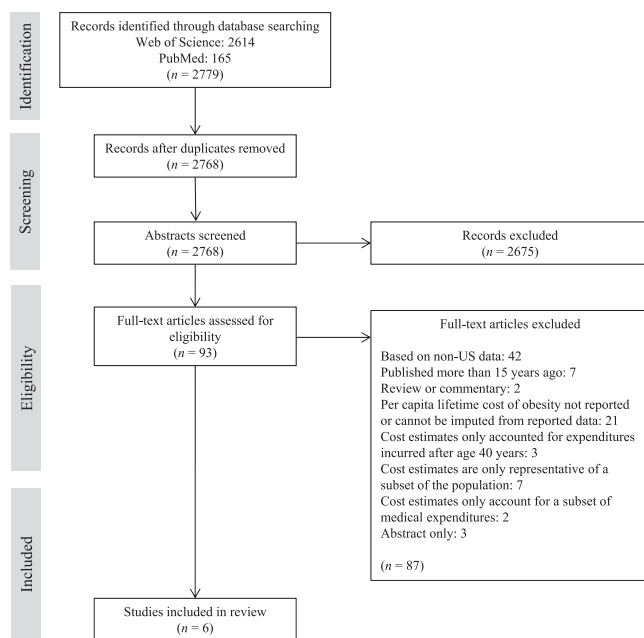 Identification
Records identified through database searching
Web of Science: 2614
PubMed: 165
(n = 2779)
Screening
Records after duplicates removed
(n = 2768)
Abstracts screened
(n = 2768)
Records excluded
(n = 2675)
Eligibility
Full-text articles assessed for
eligibility
(n = 93)
Full-text articles excluded
Based on non-US data: 42
Published more than 15 years ago: 7
Review or commentary: 2
Per capita lifetime cost of obesity not reported
or cannot be imputed from reported data: 21
Cost estimates only accounted for expenditures
incurred after age 40 years: 3
Cost estimates are only representative of a
subset of the population: 7
Cost estimates only account for a subset of
medical expenditures: 2
Abstract only: 3
(n = 87)
Included
Studies included in review
(n = 6)